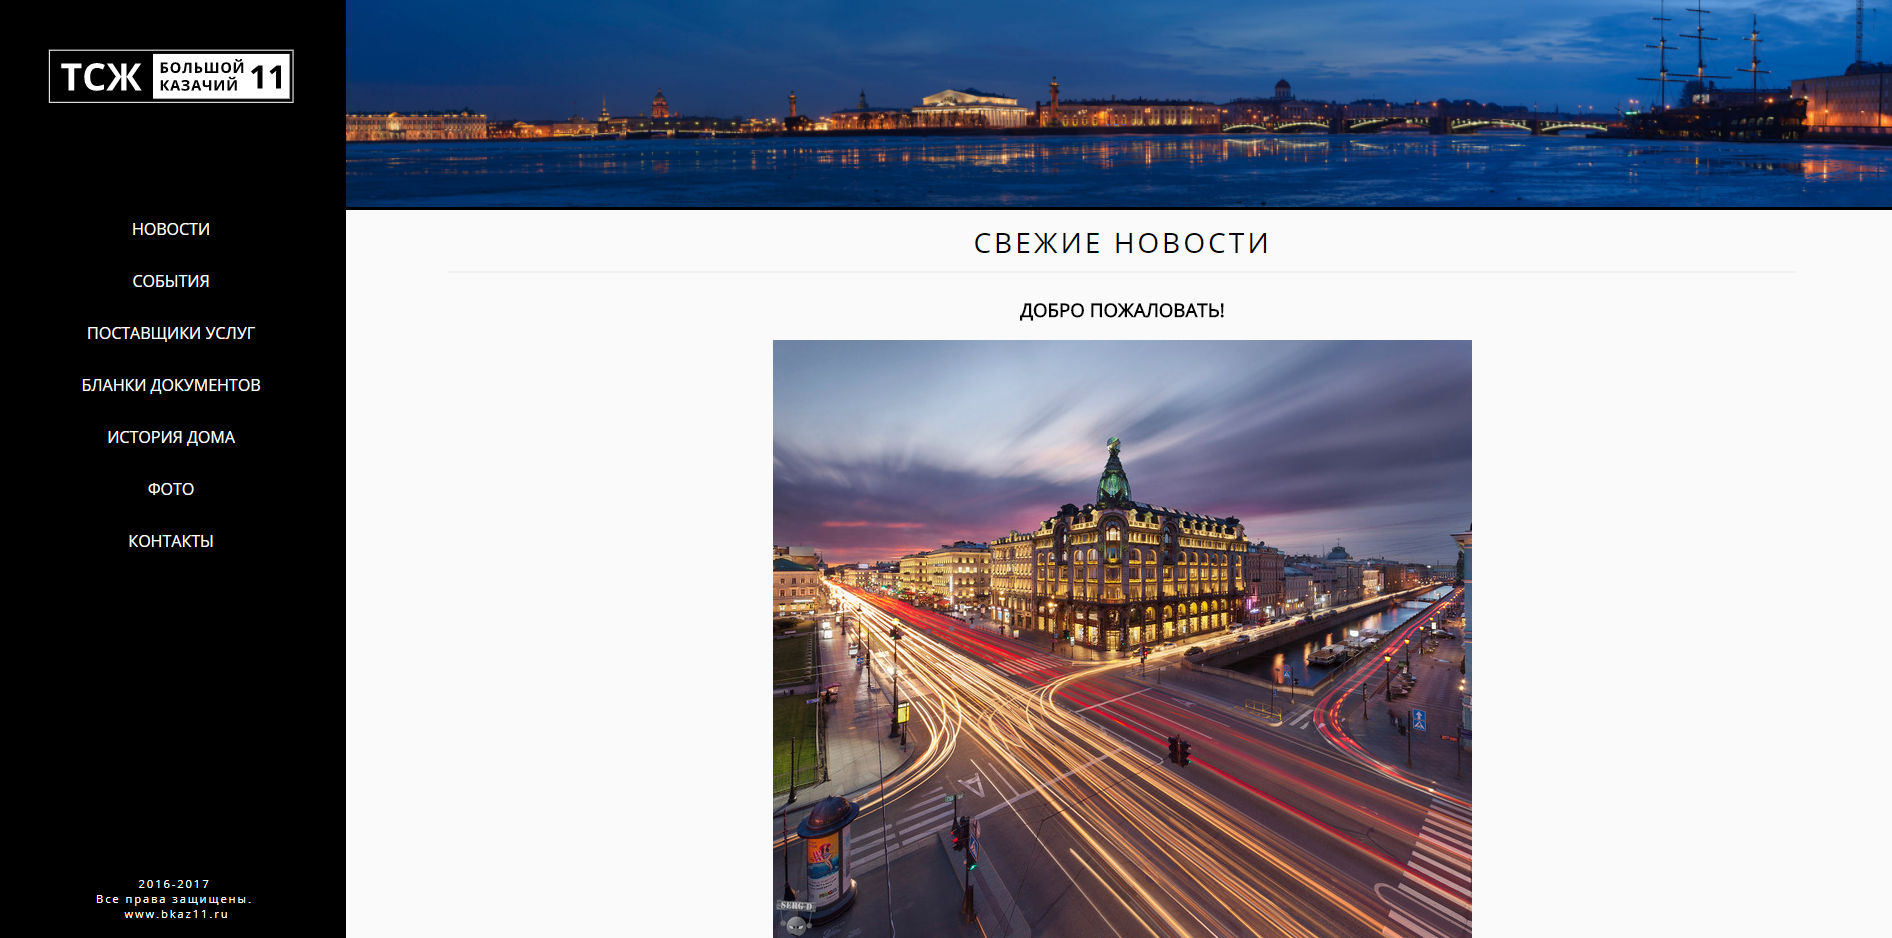 ТСЖ
БОЛЬШОЙ
КАЗАЧИЙ
11
НОВОСТИ
СОБЫТИЯ
ПОСТАВЩИКИ УСЛУГ
БЛАНКИ ДОКУМЕНТОВ
ИСТОРИЯ ДОМА
ФОТО
КОНТАКТЫ
2016-2017
Все права защищены.
www.bkaz11.ru
СВЕЖИЕ НОВОСТИ
ДОБРО ПОЖАЛОВАТЬ!
А
SERG D